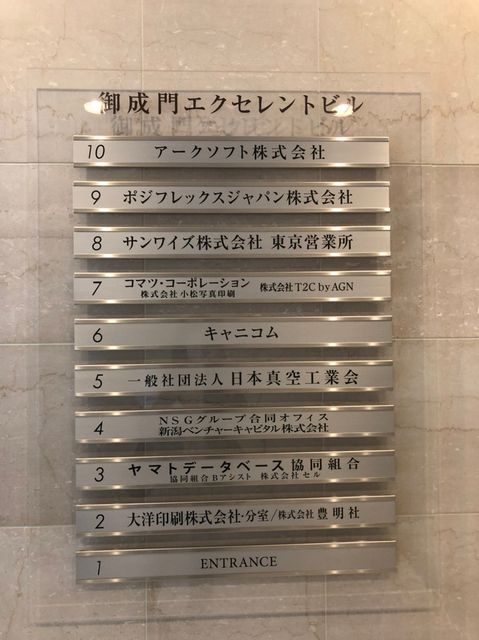 御成門エクセレントビル
10 アークソフト株式会社
9 ポジフレックスジャパン株式会社
8 サンワイズ株式会社 東京営業所
7 コマツ・コーポレーション 株式会社 T2C by AGN
株式会社 小松写真印刷
6 キャニコム
5 一般社団法人 日本真空工業会
4 NSGグループ合同オフィス
新潟ベンチャーキャピタル株式会社
3 ヤマトデータベース 協同組合
協同組合 Bアシスト 株式会社 セル
2 大洋印刷株式会社・分室/株式会社 豊明社
1 ENTRANCE